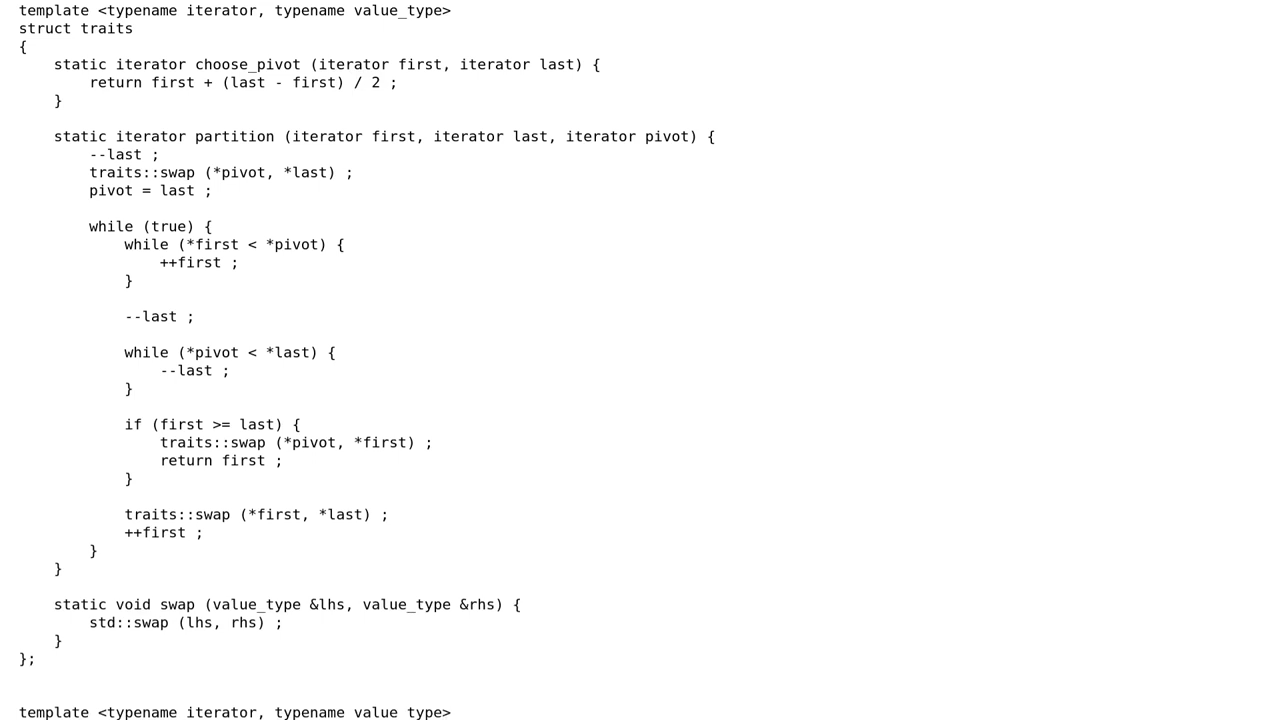 template <typename iterator, typename value_type>
struct traits
{
    static iterator choose_pivot (iterator first, iterator last) {
        return first + (last - first) / 2 ;
    }

    static iterator partition (iterator first, iterator last, iterator pivot) {
        --last ;
        traits::swap (*pivot, *last) ;
        pivot = last ;

        while (true) {
            while (*first < *pivot) {
                ++first ;
            }

            --last ;

            while (*pivot < *last) {
                --last ;
            }

            if (first >= last) {
                traits::swap (*pivot, *first) ;
                return first ;
            }

            traits::swap (*first, *last) ;
            ++first ;
        }
    }

    static void swap (value_type &lhs, value_type &rhs) {
        std::swap (lhs, rhs) ;
    }
};


template <typename iterator, typename value type>